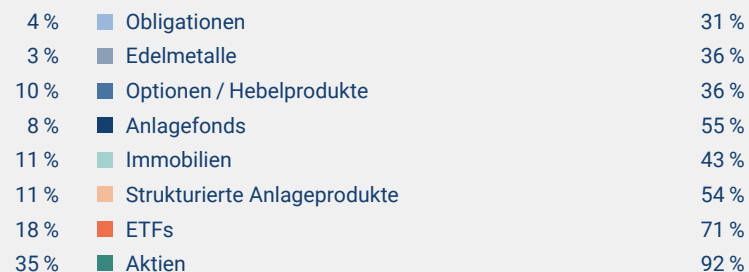 4 % Obligationen 31 %
3 % Edelmetalle 36 %
10 % Optionen / Hebelprodukte 36 %
8 % Anlagefonds 55 %
11 % Immobilien 43 %
11 % Strukturierte Anlageprodukte 54 %
18 % ETFs 71 %
35 % Aktien 92 %